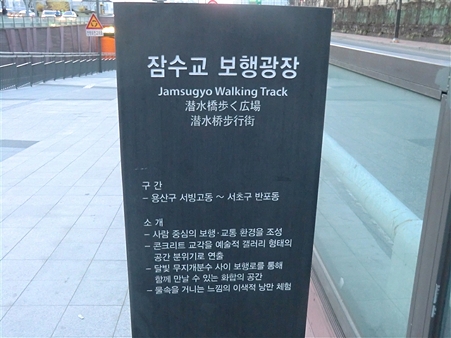 잠수교 보행광장
Jamsugyo Walking Track
潜水橋歩く広場
潜水桥步行街
구 간
- 용산구 서빙고동 ~ 서초구 반포동
소 개
- 사람 중심의 보행·교통 환경을 조성
- 콘크리트 교각을 예술적 갤러리 형태의
공간 분위기로 연출
- 달빛 무지개분수 사이 보행로를 통해
함께 만날 수 있는 화합의 공간
- 물속을 거니는 느낌의 이색적 낭만 체험